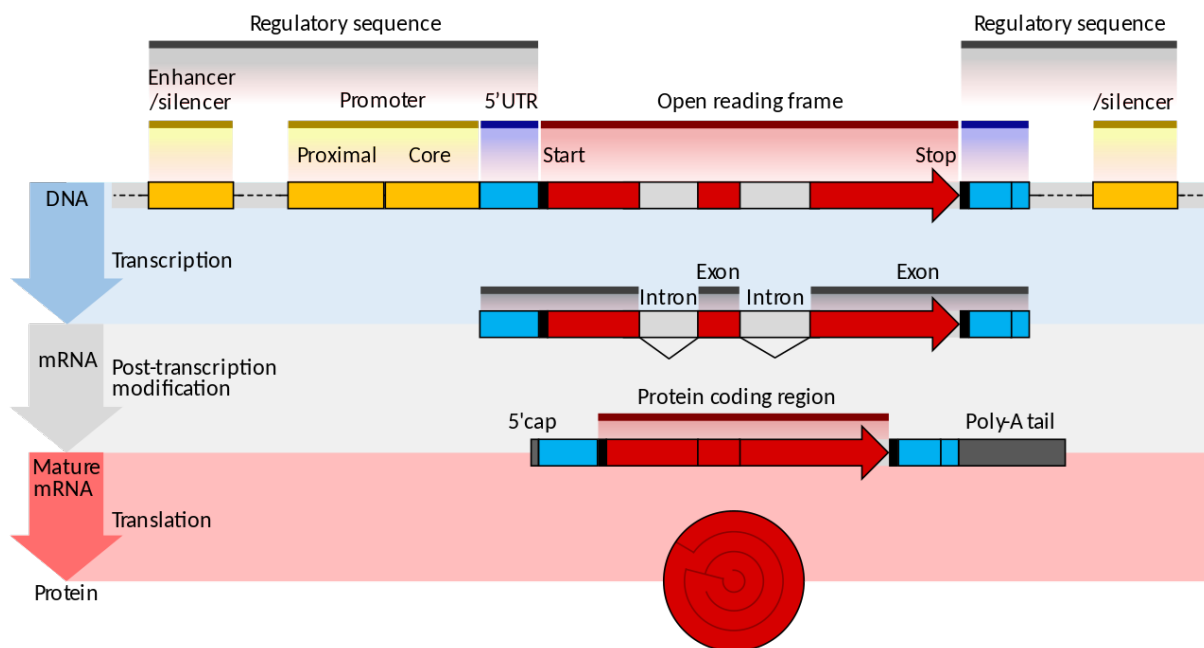 Regulatory sequence
Regulatory sequence
Enhancer
/silencer
Promoter
5'UTR
Open reading frame
/silencer
Proximal
Core
Start
Stop
DNA
Transcription
Exon
Exon
Intron
Intron
mRNA
Post-transcription
modification
Protein coding region
5'cap
Poly-A tail
Mature
mRNA
Translation
Protein